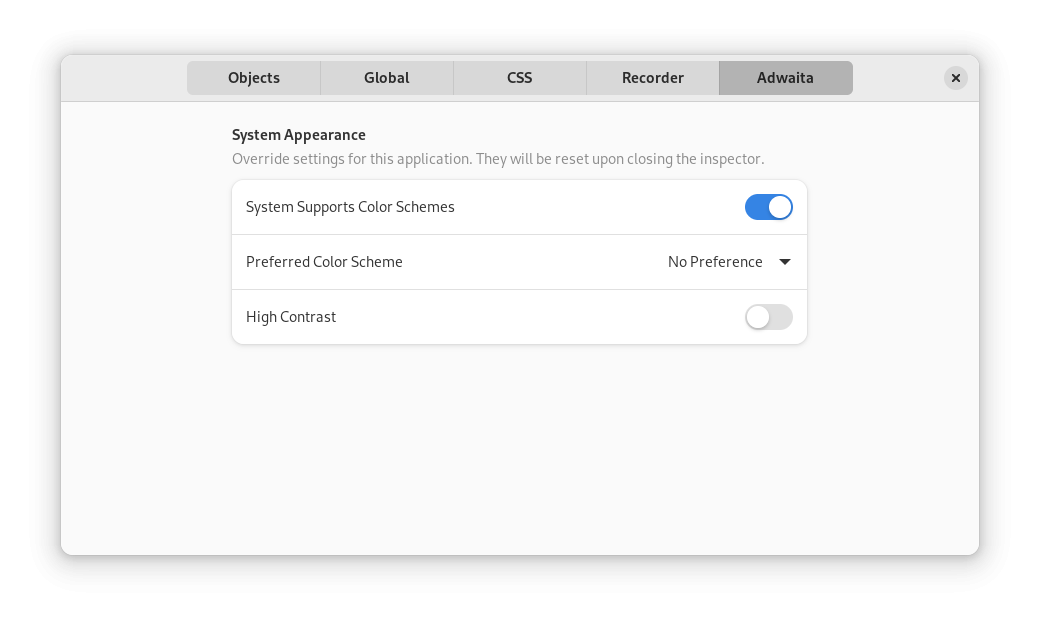 Objects
Global
CSS
Recorder
Adwaita
System Appearance
Override settings for this application. They will be reset upon closing the inspector.
System Supports Color Schemes
Preferred Color Scheme
No Preference
High Contrast